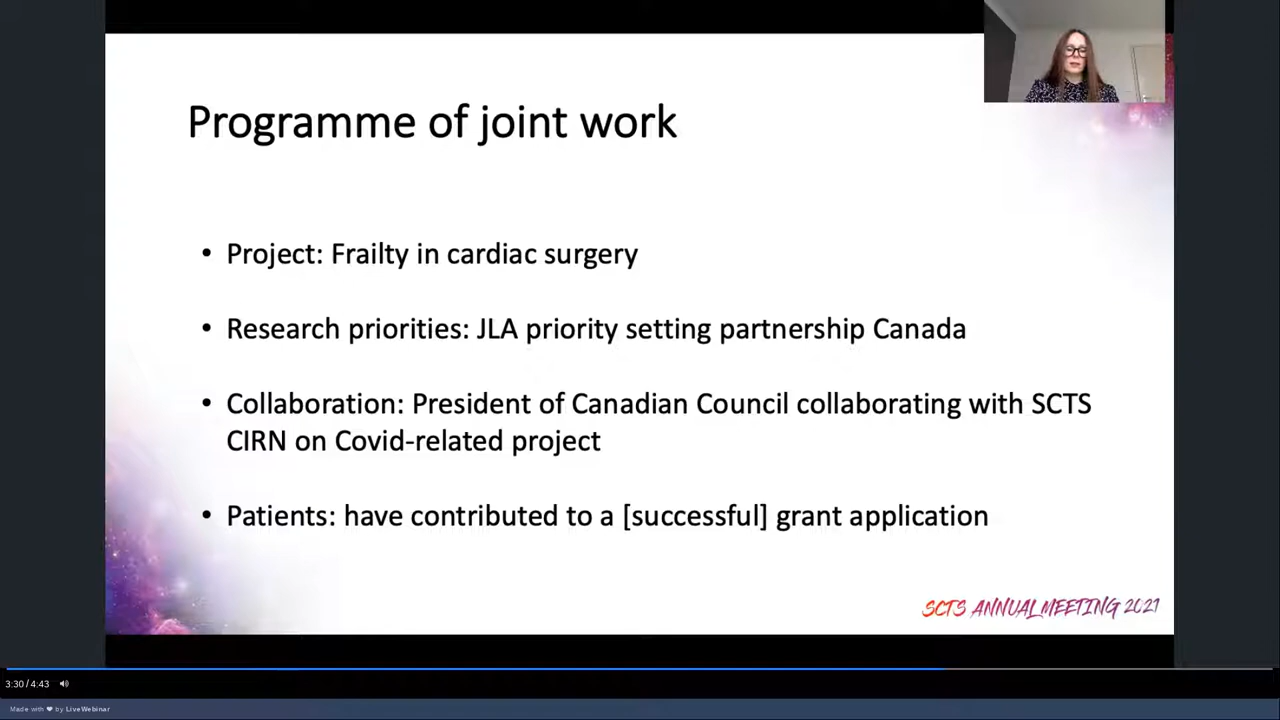 Programme of joint work
• Project: Frailty in cardiac surgery
• Research priorities: JLA priority setting partnership Canada
• Collaboration: President of Canadian Council collaborating with SCTS
CIRN on Covid-related project
• Patients: have contributed to a [successful] grant application
SCTS ANNUAL MEETING 2021
3:30 / 4:43
Made with ❤ by LiveWebinar